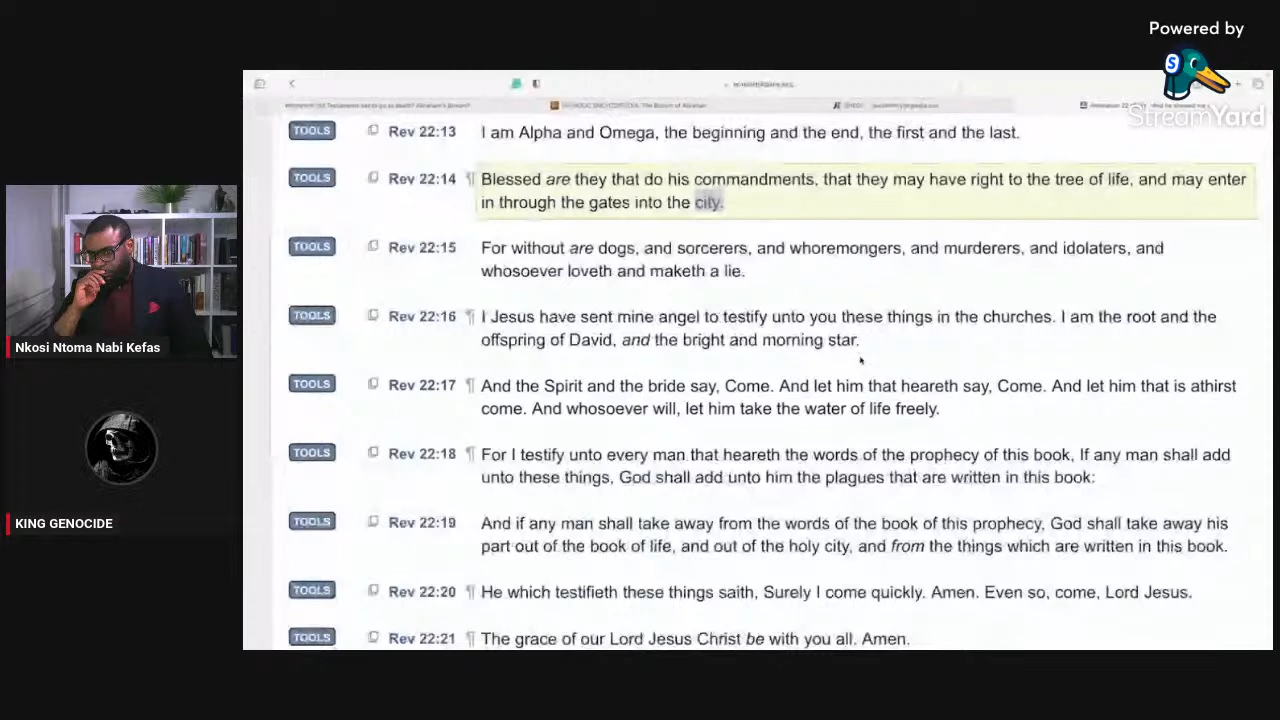 Powered by
StreamYard
TOOLS Rev 22:13 I am Alpha and Omega, the beginning and the end, the first and the last.
TOOLS Rev 22:14 ¶ Blessed are they that do his commandments, that they may have right to the tree of life, and may enter
in through the gates into the city.
TOOLS Rev 22:15 For without are dogs, and sorcerers, and whoremongers, and murderers, and idolaters, and
whosoever loveth and maketh a lie.
TOOLS Rev 22:16 ¶ I Jesus have sent mine angel to testify unto you these things in the churches. I am the root and the
offspring of David, and the bright and morning star.
TOOLS Rev 22:17 ¶ And the Spirit and the bride say, Come. And let him that heareth say, Come. And let him that is athirst
come. And whosoever will, let him take the water of life freely.
TOOLS Rev 22:18 ¶ For I testify unto every man that heareth the words of the prophecy of this book, If any man shall add
unto these things, God shall add unto him the plagues that are written in this book:
TOOLS Rev 22:19 And if any man shall take away from the words of the book of this prophecy, God shall take away his
part out of the book of life, and out of the holy city, and from the things which are written in this book.
TOOLS Rev 22:20 ¶ He which testifieth these things saith, Surely I come quickly. Amen. Even so, come, Lord Jesus.
TOOLS Rev 22:21 ¶ The grace of our Lord Jesus Christ be with you all. Amen.
Nkosi Ntoma Nabi Kefas
KING GENOCIDE